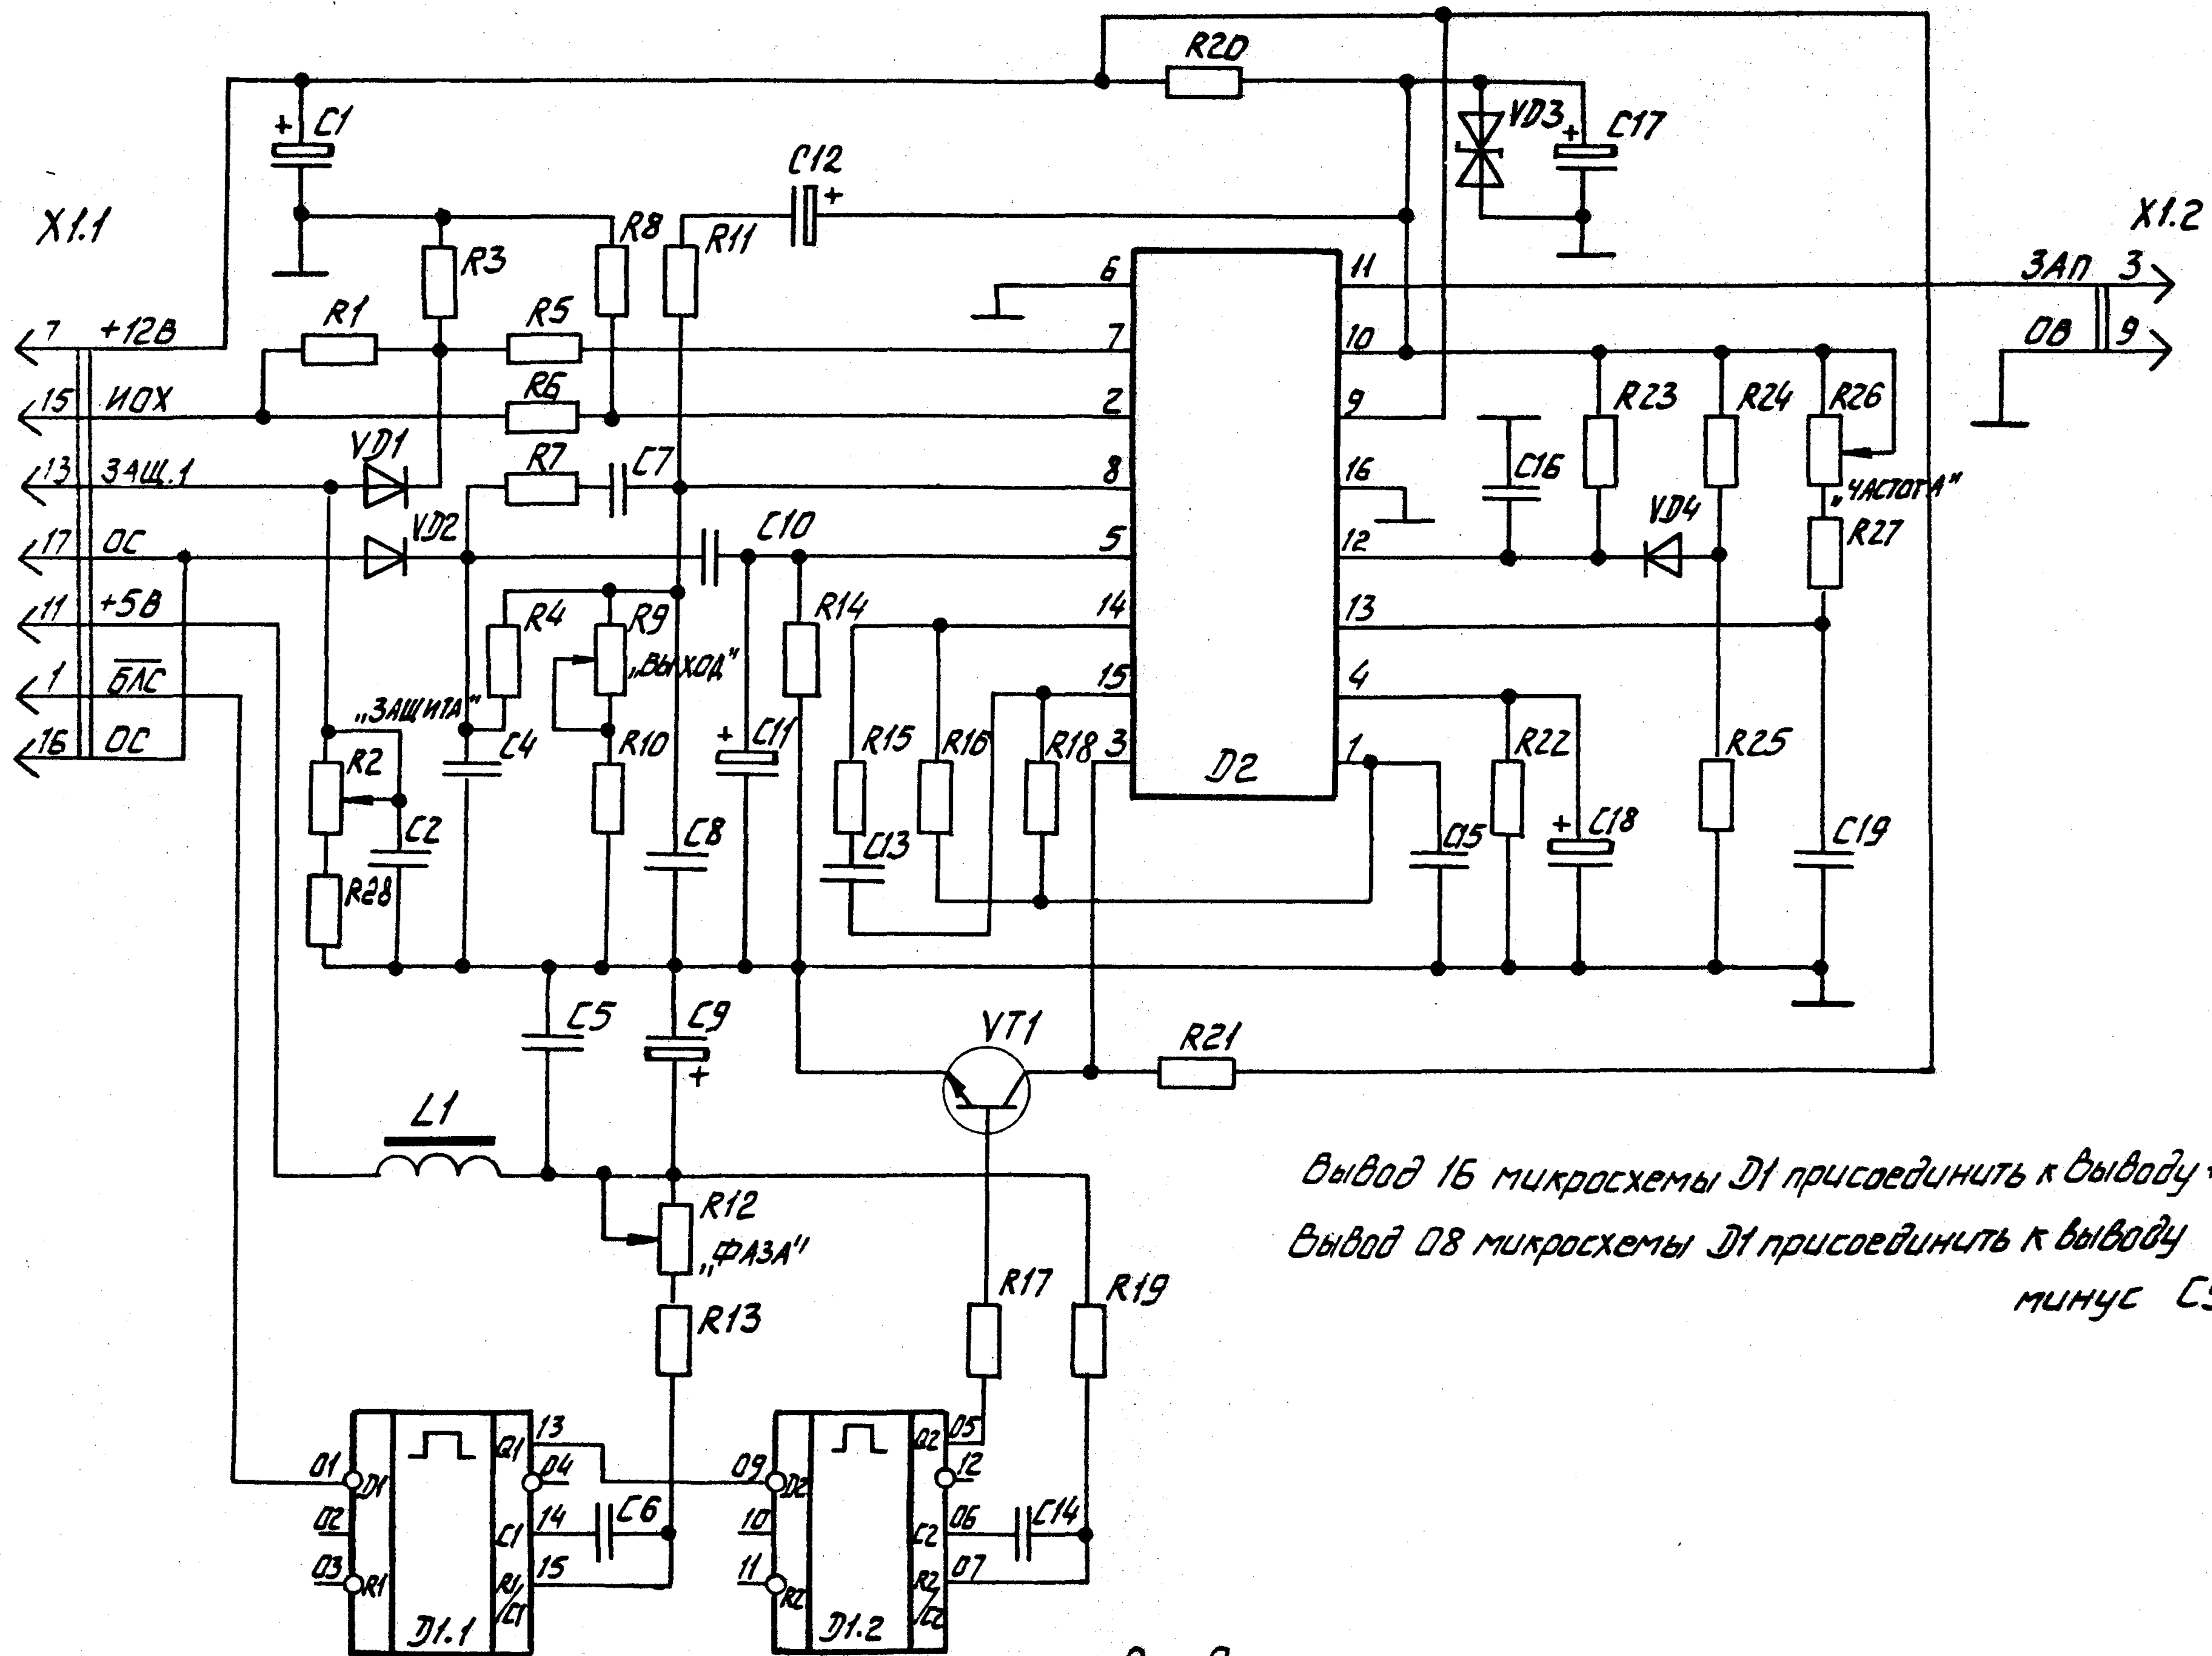 R20
C1
+
VD3
+
C17
C12
+
X1.1
X1.2
R3
R8
R11
6
11
ЗАП 3
R1
R5
7
10
ОВ 9
7 +12В
R6
2
9
R23
R24
R26
15 ИОХ
VD1
R7
C7
8
16
C16
„ЧАСТОТА"
13 ЗАЩ.1
VD2
C10
5
12
VD4
R27
17 ОС
R4
R9
R14
14
13
11 +5В
„ВЫХОД"
15
4
1 БЛС
„ЗАЩИТА"
16 ОС
R2
C4
R10
+
C11
R15
R16
R18
3
D2
1
R22
R25
C2
C8
C13
C15
+
C18
C19
R28
C5
C9
+
VT1
R21
L1
Вывод 16 микросхемы D1 присоединить к выводу
Вывод 08 микросхемы D1 присоединить к выводу
минус
R12
„ФАЗА"
R17
R19
R13
01
D1
Q1
13
04
02
C1
14
C6
03
R1
R1
/C1
15
D1.1
09
D2
Q2
05
12
10
C2
06
C14
11
R2
R2
/C2
07
D1.2